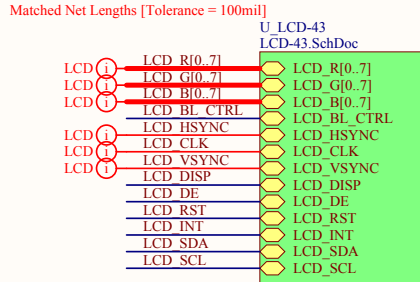 Matched Net Lengths [Tolerance = 100mil]
U_LCD-43
LCD-43.SchDoc
LCD i LCD_R[0..7] LCD_R[0..7]
LCD i LCD_G[0..7] LCD_G[0..7]
LCD i LCD_B[0..7] LCD_B[0..7]
LCD_BL_CTRL LCD_BL_CTRL
LCD i LCD_HSYNC LCD_HSYNC
LCD i LCD_CLK LCD_CLK
LCD i LCD_VSYNC LCD_VSYNC
LCD_DISP LCD_DISP
LCD_DE LCD_DE
LCD_RST LCD_RST
LCD_INT LCD_INT
LCD_SDA LCD_SDA
LCD_SCL LCD_SCL